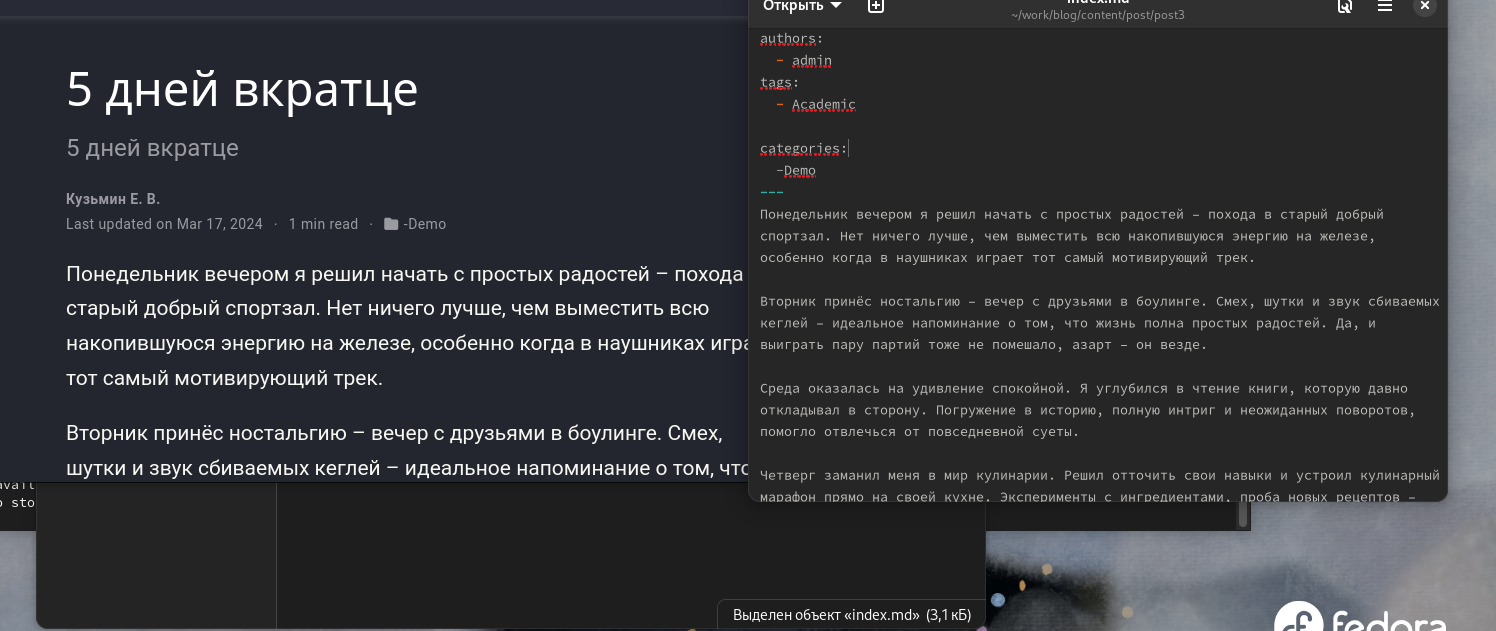 5 дней вкратце
5 дней вкратце
Кузьмин Е. В.
Last updated on Mar 17, 2024 · 1 min read · -Demo
Понедельник вечером я решил начать с простых радостей – похода
старый добрый спортзал. Нет ничего лучше, чем выместить всю
накопившуюся энергию на железе, особенно когда в наушниках
тот самый мотивирующий трек.
Вторник принёс ностальгию – вечер с друзьями в боулинге. Смех,
шутки и звук сбиваемых кеглей – идеальное напоминание о том, что
Открыть
index.md
~/work/blog/content/post/post3
authors:
- admin
tags:
- Academic
categories:
-Demo
---
Понедельник вечером я решил начать с простых радостей – похода в старый добрый
спортзал. Нет ничего лучше, чем выместить всю накопившуюся энергию на железе,
особенно когда в наушниках играет тот самый мотивирующий трек.
Вторник принёс ностальгию – вечер с друзьями в боулинге. Смех, шутки и звук сбиваемых
кеглей – идеальное напоминание о том, что жизнь полна простых радостей. Да, и
выиграть пару партий тоже не помешало, азарт – он везде.
Среда оказалась на удивление спокойной. Я углубился в чтение книги, которую давно
откладывал в сторону. Погружение в историю, полную интриг и неожиданных поворотов,
помогло отвлечься от повседневной суеты.
Четверг заманил меня в мир кулинарии. Решил отточить свои навыки и устроил кулинарный
марафон прямо на своей кухне. Эксперименты с ингредиентами, проба новых рецептов –
Выделен объект «index.md» (3,1 кБ)
fedora